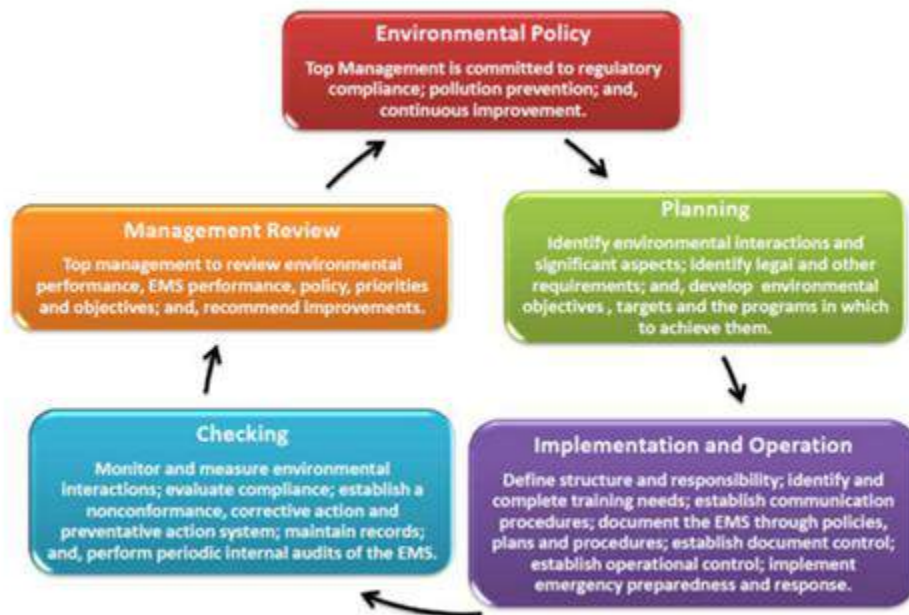 Environmental Policy
Top Management is committed to regulatory
compliance; pollution prevention; and,
continuous improvement.
Planning
Identify environmental interactions and
significant aspects; identify legal and other
requirements; and, develop environmental
objectives , targets and the programs in which
to achieve them.
Implementation and Operation
Define structure and responsibility; identify and
complete training needs; establish communication
procedures; document the EMS through policies,
plans and procedures; establish document control;
establish operational control; implement
emergency preparedness and response.
Checking
Monitor and measure environmental
interactions; evaluate compliance; establish a
nonconformance, corrective action and
preventative action system; maintain records;
and, perform periodic internal audits of the EMS.
Management Review
Top management to review environmental
performance, EMS performance, policy, priorities
and objectives; and, recommend improvements.